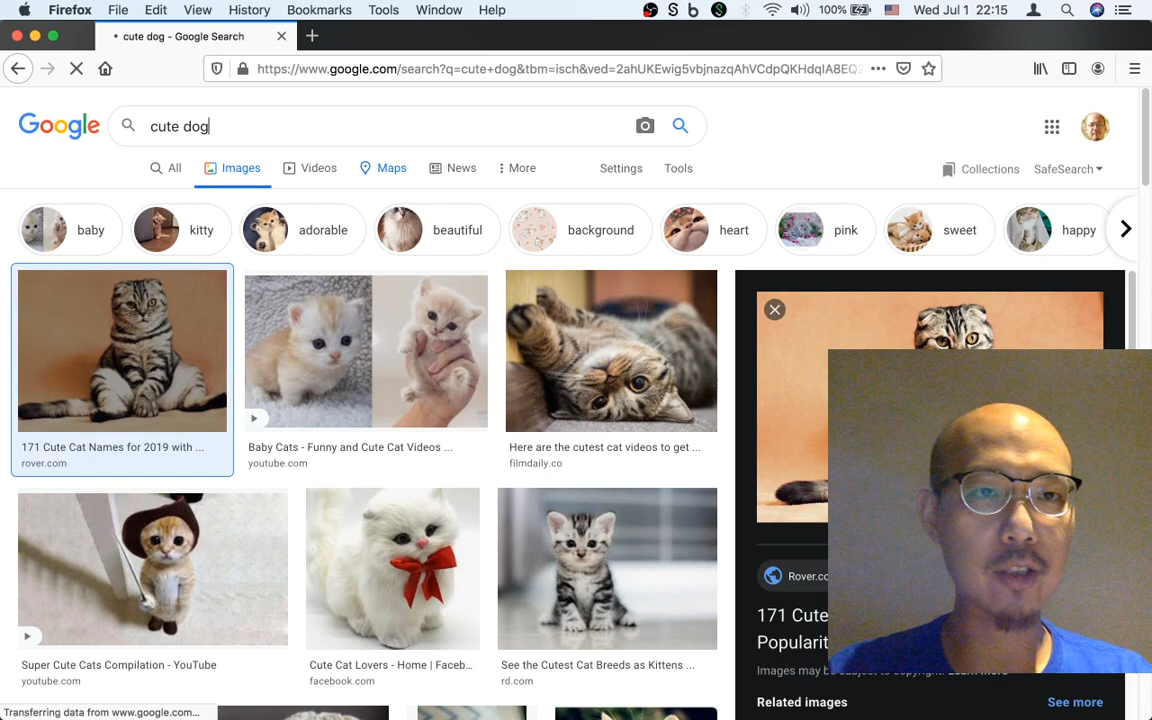 Firefox File Edit View History Bookmarks Tools Window Help 100% Wed Jul 1 22:15
cute dog - Google Search
https://www.google.com/search?q=cute+dog&tbm=isch&ved=2ahUKEwig5vbjnazqAhVCdpQKHdqIA8EQ2
Google cute dog
All Images Videos Maps News More Settings Tools Collections SafeSearch
baby kitty adorable beautiful background heart pink sweet happy
171 Cute Cat Names for 2019 with ...
rover.com
Baby Cats - Funny and Cute Cat Videos ...
youtube.com
Here are the cutest cat videos to get ...
filmdaily.co
Super Cute Cats Compilation - YouTube
youtube.com
Cute Cat Lovers - Home | Faceb...
facebook.com
See the Cutest Cat Breeds as Kittens ...
rd.com
Rover.co
171 Cute
Populari
Images may be subject to copyright. Learn More
Related images See more
Transferring data from www.google.com...